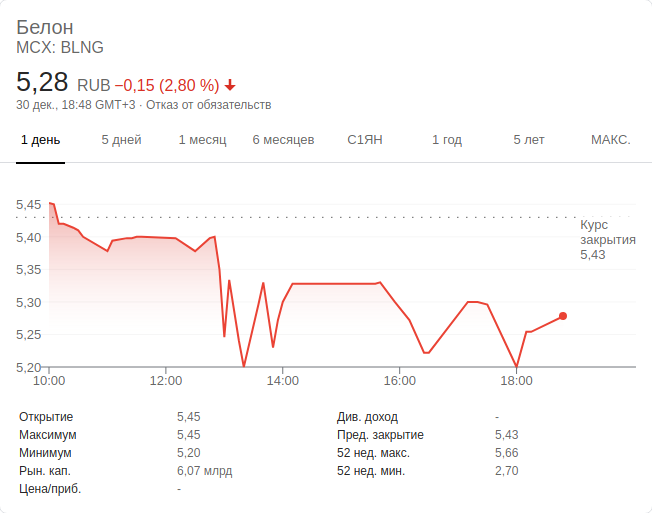 Белон
MCX: BLNG
5,28 RUB −0,15 (2,80 %)
30 дек., 18:48 GMT+3 · Отказ от обязательств
1 день 5 дней 1 месяц 6 месяцев С1ЯН 1 год 5 лет МАКС.
5,45
5,40
5,35
5,30
5,25
5,20
Курс
закрытия
5,43
10:00 12:00 14:00 16:00 18:00
Открытие 5,45 Див. доход -
Максимум 5,45 Пред. закрытие 5,43
Минимум 5,20 52 нед. макс. 5,66
Рын. кап. 6,07 млрд 52 нед. мин. 2,70
Цена/приб. -